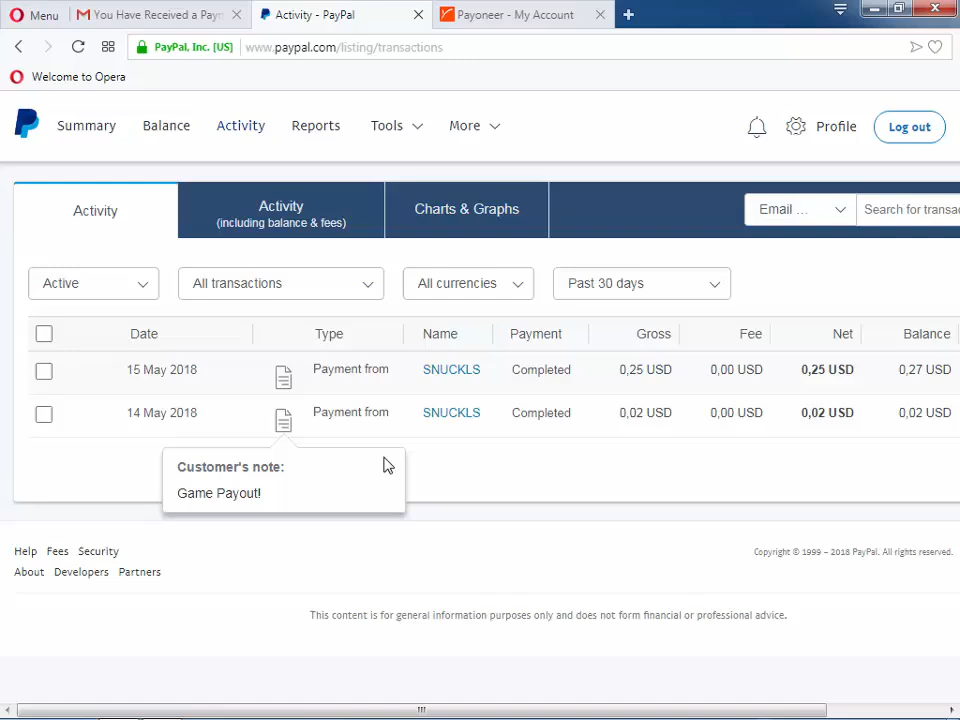 Menu
You Have Received a Paym
Activity - PayPal
Payoneer - My Account
PayPal, Inc. [US]
www.paypal.com/listing/transactions
Welcome to Opera
Summary
Balance
Activity
Reports
Tools
More
Profile
Log out
Activity
Activity
(including balance & fees)
Charts & Graphs
Email ...
Search for transa
Active
All transactions
All currencies
Past 30 days
Date Type Name Payment Gross Fee Net Balance
15 May 2018 Payment from SNUCKLS Completed 0,25 USD 0,00 USD 0,25 USD 0,27 USD
14 May 2018 Payment from SNUCKLS Completed 0,02 USD 0,00 USD 0,02 USD 0,02 USD
Customer's note:
Game Payout!
Help Fees Security
Copyright © 1999 – 2018 PayPal. All rights reserved.
About Developers Partners
This content is for general information purposes only and does not form financial or professional advice.